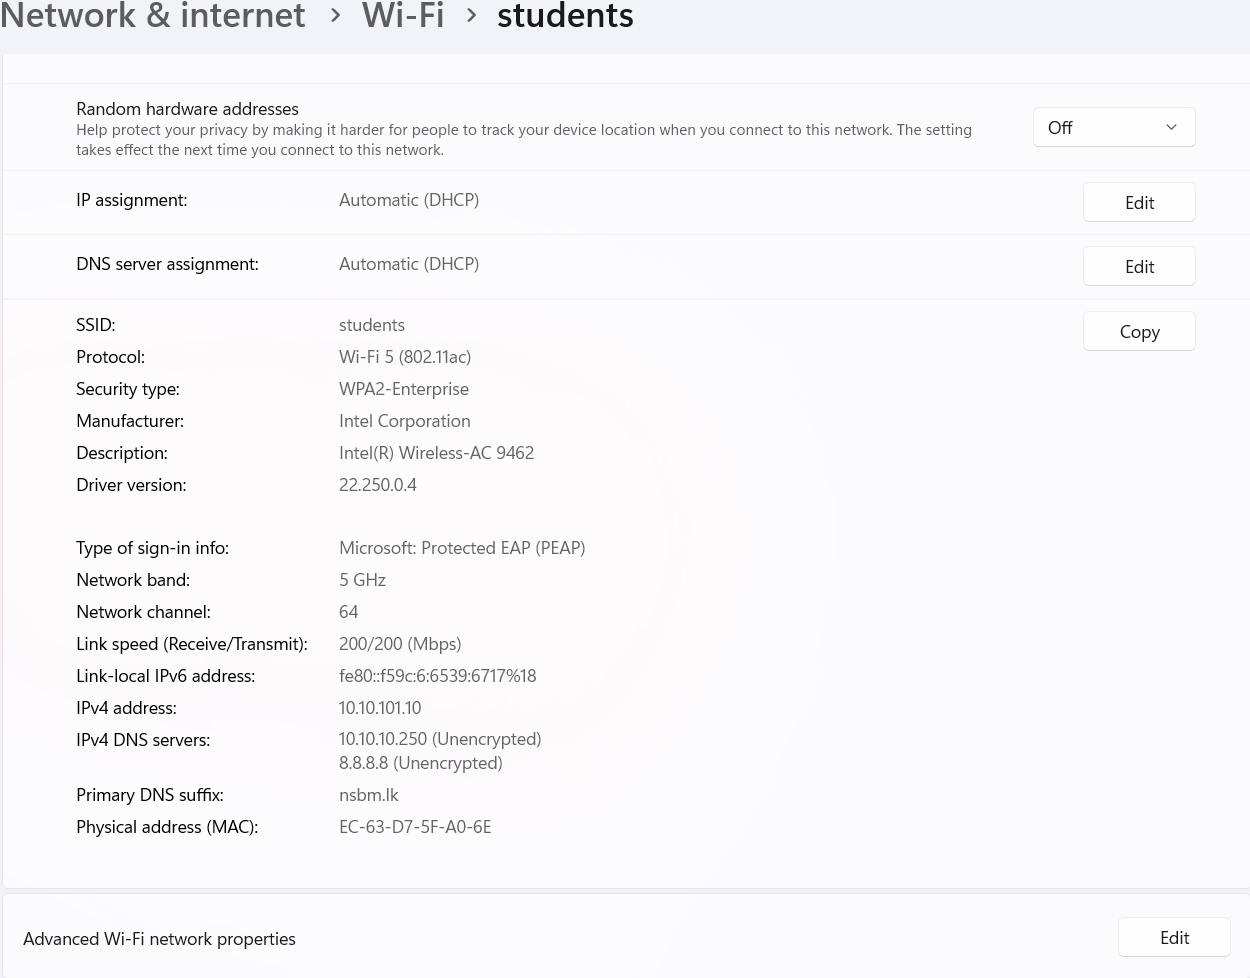 Network & internet > Wi-Fi > students
Random hardware addresses
Help protect your privacy by making it harder for people to track your device location when you connect to this network. The setting
takes effect the next time you connect to this network.
Off
IP assignment: Automatic (DHCP) Edit
DNS server assignment: Automatic (DHCP) Edit
SSID: students Copy
Protocol: Wi-Fi 5 (802.11ac)
Security type: WPA2-Enterprise
Manufacturer: Intel Corporation
Description: Intel(R) Wireless-AC 9462
Driver version: 22.250.0.4
Type of sign-in info: Microsoft: Protected EAP (PEAP)
Network band: 5 GHz
Network channel: 64
Link speed (Receive/Transmit): 200/200 (Mbps)
Link-local IPv6 address: fe80::f59c:6:6539:6717%18
IPv4 address: 10.10.101.10
IPv4 DNS servers: 10.10.10.250 (Unencrypted)
8.8.8.8 (Unencrypted)
Primary DNS suffix: nsbm.lk
Physical address (MAC): EC-63-D7-5F-A0-6E
Advanced Wi-Fi network properties Edit